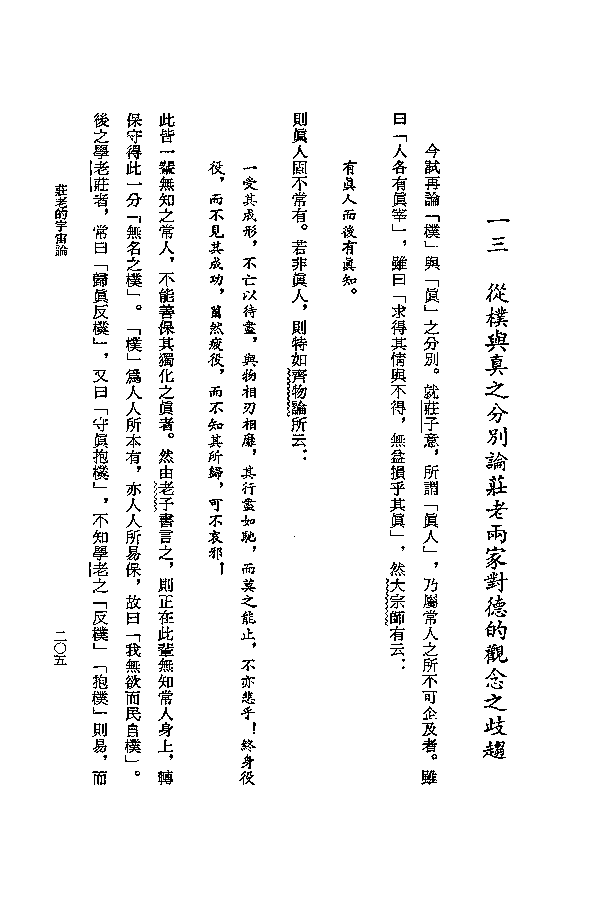 一三　從樸與真之分別論莊老兩家對德的觀念之歧趨
今試再論「樸」與「眞」之分別。就莊子意，所謂「眞人」，乃屬常人之所不可企及者。雖
曰「人各有眞宰」，雖曰「求得其情與不得，無益損乎其眞」，然大宗師有云：
有眞人而後有眞知。
則眞人固不常有。若非眞人，則特如齊物論所云：
一受其成形，不亡以待盡，與物相刃相靡，其行盡如馳，而莫之能止，不亦悲乎！終身役
役，而不見其成功，薾然疲役，而不知其所歸，可不哀邪！
此皆一輩無知之常人，不能善保其獨化之眞者。然由老子書言之，則正在此輩無知常人身上，轉
保守得此一分「無名之樸」。「樸」爲人人所本有，亦人人所易保，故曰「我無欲而民自樸」。
後之學老莊者，常曰「歸眞反樸」，又曰「守眞抱樸」，不知學老之「反樸」「抱樸」則易，而
莊老的宇宙論
二〇五